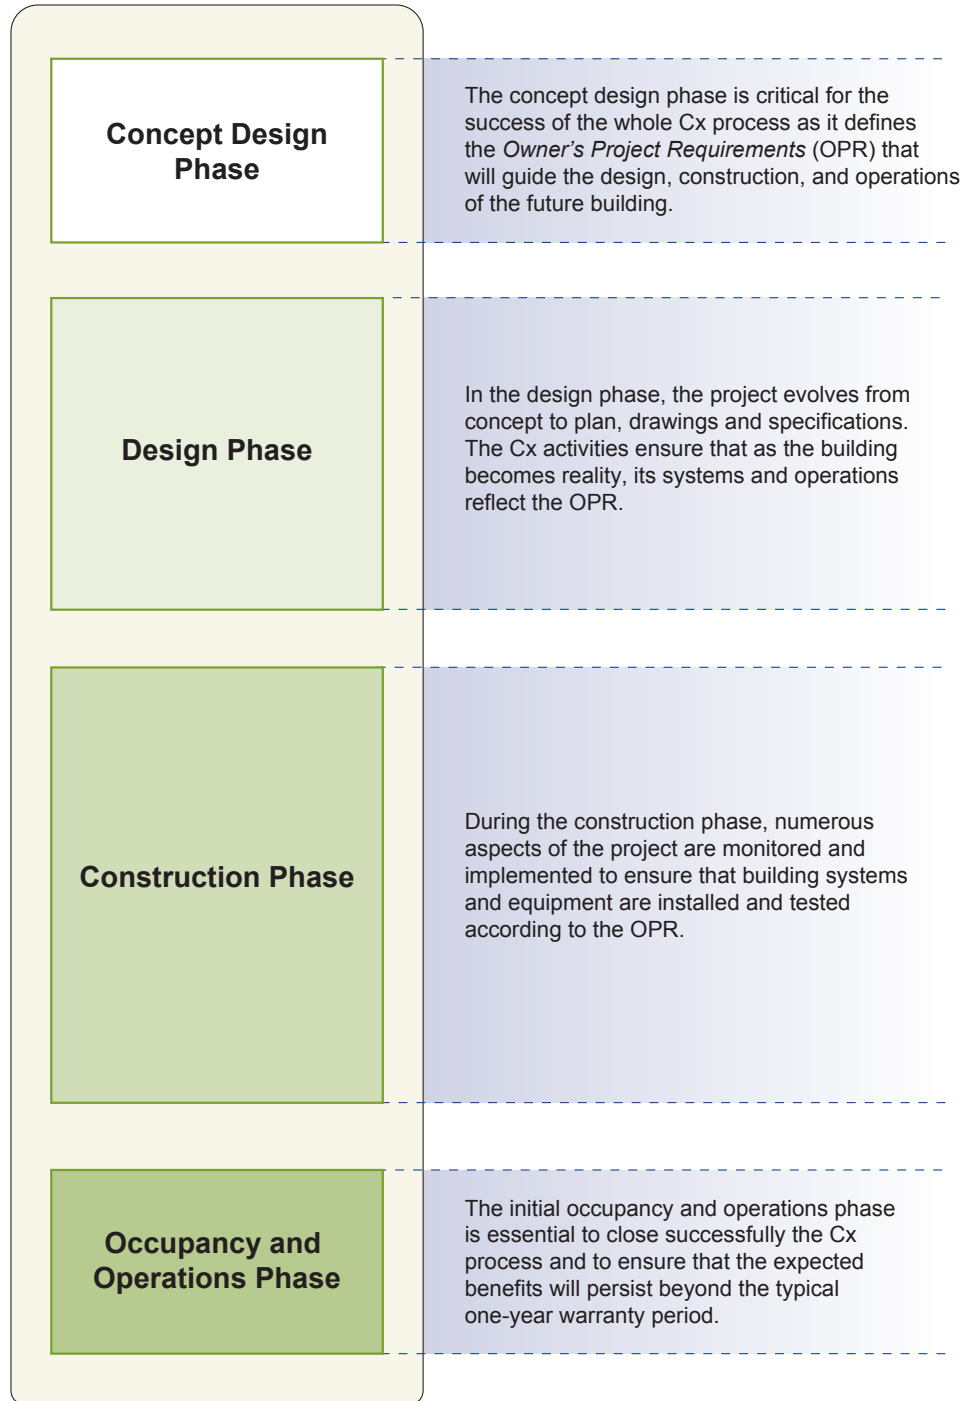 Concept Design
Phase
The concept design phase is critical for the
success of the whole Cx process as it defines
the Owner's Project Requirements (OPR) that
will guide the design, construction, and operations
of the future building.
Design Phase
In the design phase, the project evolves from
concept to plan, drawings and specifications.
The Cx activities ensure that as the building
becomes reality, its systems and operations
reflect the OPR.
Construction Phase
During the construction phase, numerous
aspects of the project are monitored and
implemented to ensure that building systems
and equipment are installed and tested
according to the OPR.
Occupancy and
Operations Phase
The initial occupancy and operations phase
is essential to close successfully the Cx
process and to ensure that the expected
benefits will persist beyond the typical
one-year warranty period.